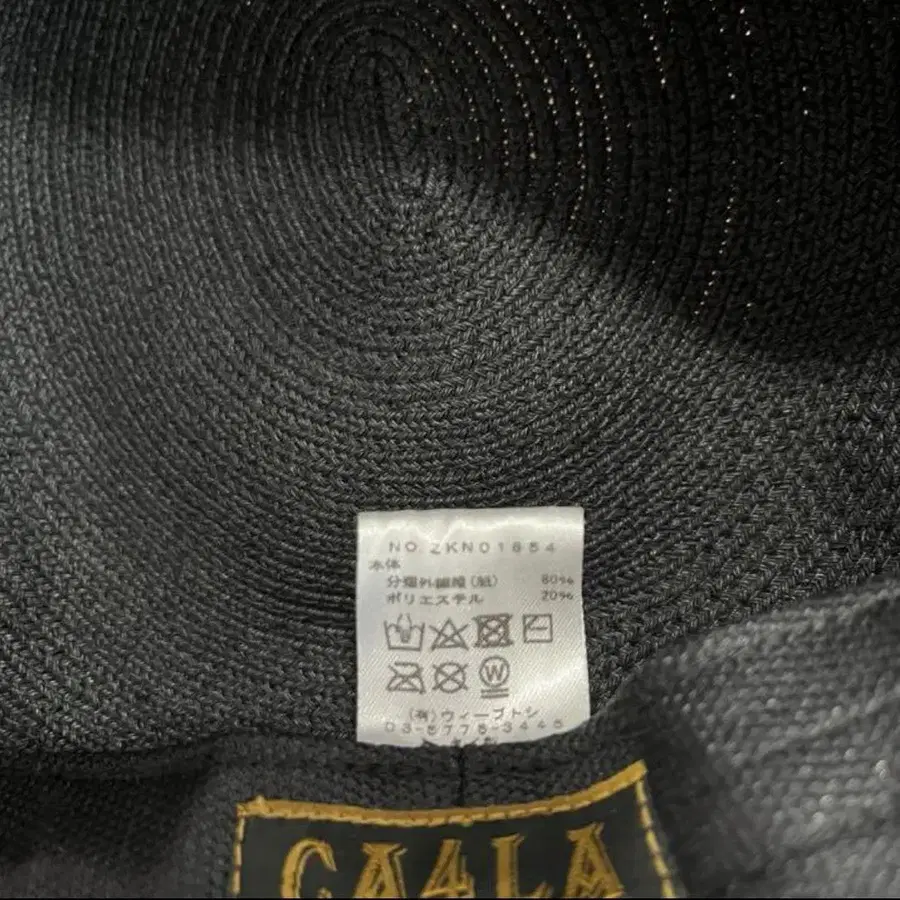 NO. ZKN01854
本体
分類外繊維(紙) 80%
ポリエステル 20%
W
(有)ウィーブトシ
03-5775-3445
CA4LA